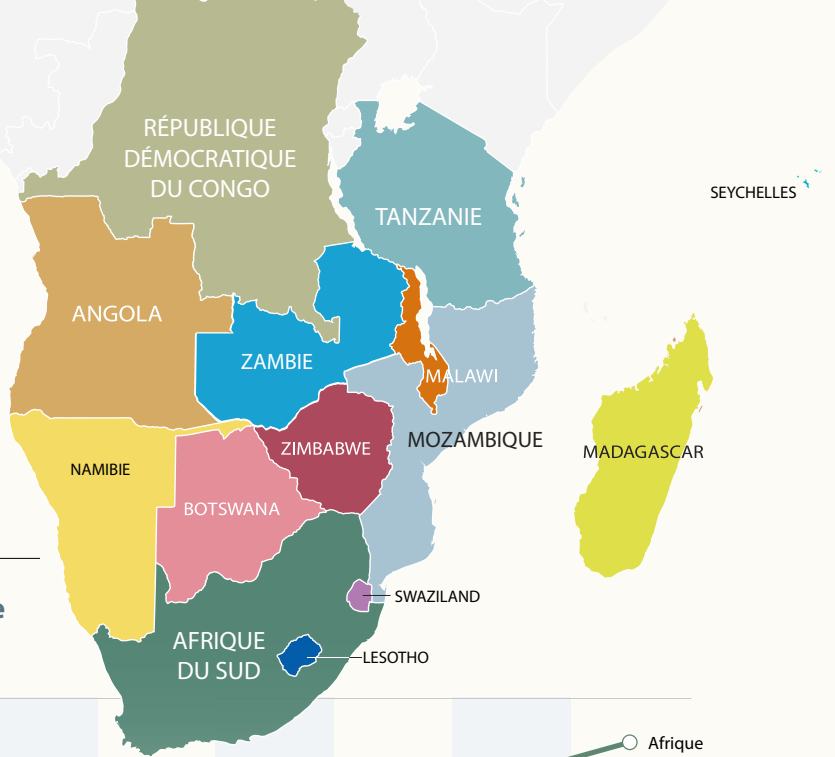 RÉPUBLIQUE
DÉMOCRATIQUE
DU CONGO
TANZANIE
SEYCHELLES
ANGOLA
ZAMBIE
MALAWI
MOZAMBIQUE
ZIMBABWE
MADAGASCAR
NAMIBIE
BOTSWANA
SWAZILAND
e
AFRIQUE
DU SUD
LESOTHO
Afrique